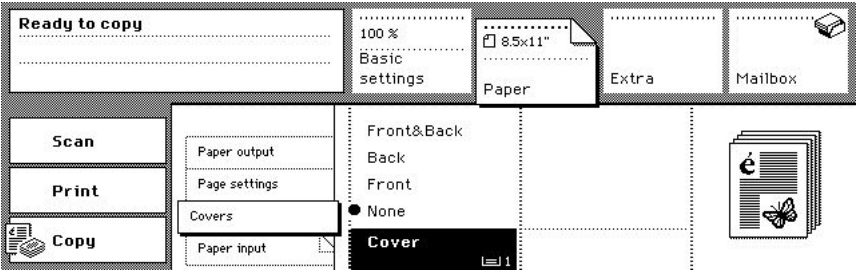 Ready to copy
100 %
Basic
settings
8.5x11"
Paper
Extra
Mailbox
Scan
Print
Copy
Paper output
Page settings
Covers
Paper input
Front&Back
Back
Front
None
Cover
1
é